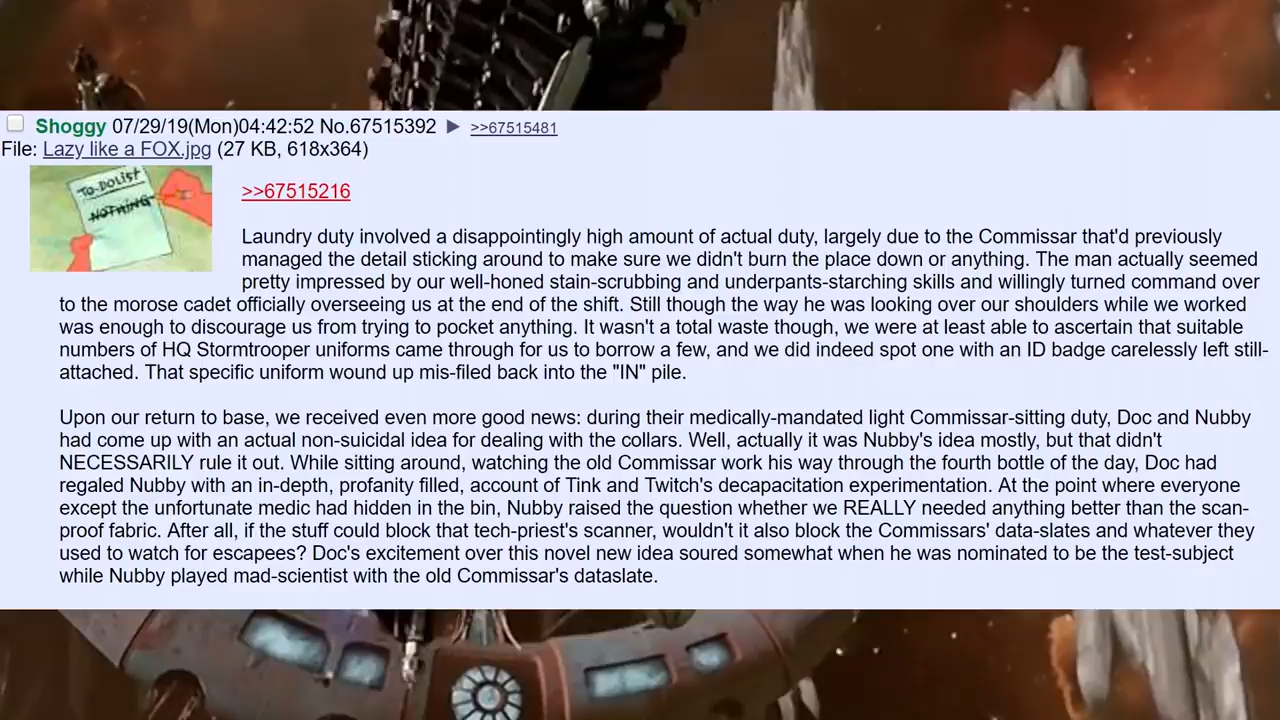 Shoggy 07/29/19(Mon)04:42:52 No.67515392 ▶ >>67515481
File: Lazy like a FOX.jpg (27 KB, 618x364)
TO-DO LIST
NOTHING
>>67515216
Laundry duty involved a disappointingly high amount of actual duty, largely due to the Commissar that'd previously
managed the detail sticking around to make sure we didn't burn the place down or anything. The man actually seemed
pretty impressed by our well-honed stain-scrubbing and underpants-starching skills and willingly turned command over
to the morose cadet officially overseeing us at the end of the shift. Still though the way he was looking over our shoulders while we worked
was enough to discourage us from trying to pocket anything. It wasn't a total waste though, we were at least able to ascertain that suitable
numbers of HQ Stormtrooper uniforms came through for us to borrow a few, and we did indeed spot one with an ID badge carelessly left still-
attached. That specific uniform wound up mis-filed back into the "IN" pile.
Upon our return to base, we received even more good news: during their medically-mandated light Commissar-sitting duty, Doc and Nubby
had come up with an actual non-suicidal idea for dealing with the collars. Well, actually it was Nubby's idea mostly, but that didn't
NECESSARILY rule it out. While sitting around, watching the old Commissar work his way through the fourth bottle of the day, Doc had
regaled Nubby with an in-depth, profanity filled, account of Tink and Twitch's decapacitation experimentation. At the point where everyone
except the unfortunate medic had hidden in the bin, Nubby raised the question whether we REALLY needed anything better than the scan-
proof fabric. After all, if the stuff could block that tech-priest's scanner, wouldn't it also block the Commissars' data-slates and whatever they
used to watch for escapees? Doc's excitement over this novel new idea soured somewhat when he was nominated to be the test-subject
while Nubby played mad-scientist with the old Commissar's dataslate.